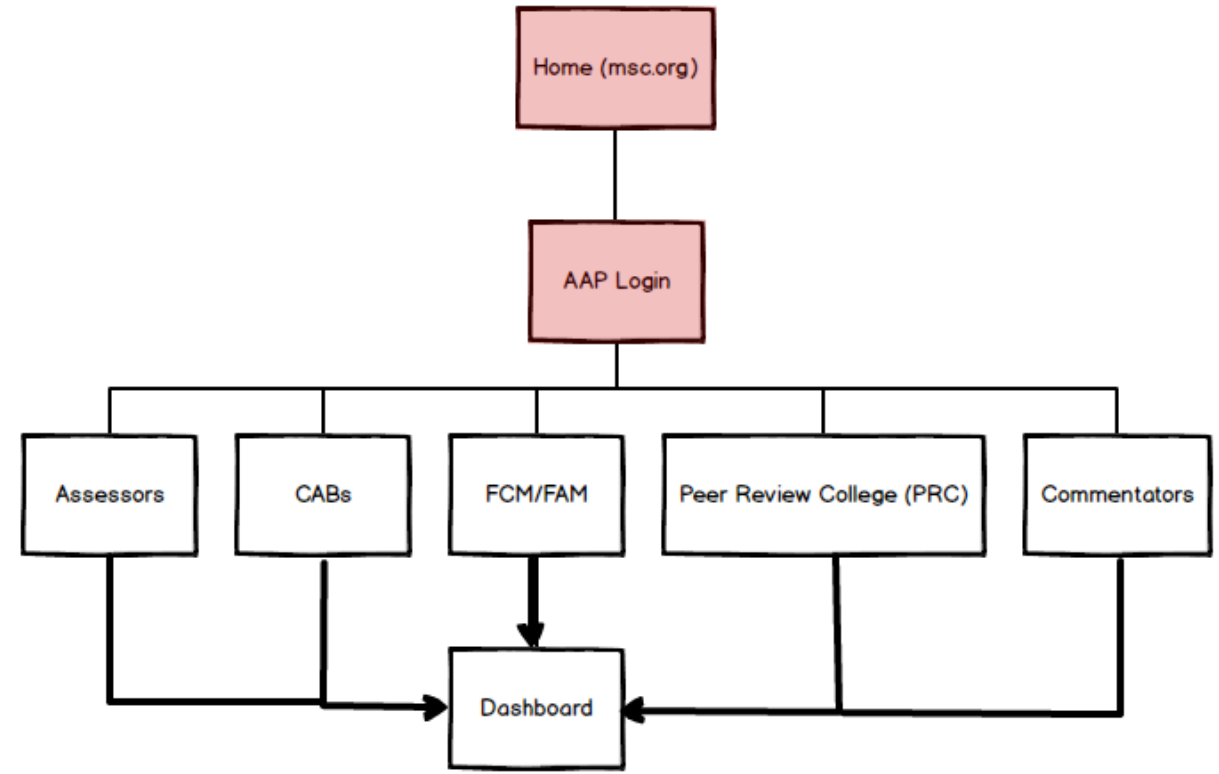 Home (msc.org)
AAP Login
Assessors
CABs
FCM/FAM
Peer Review College (PRC)
Commentators
Dashboard